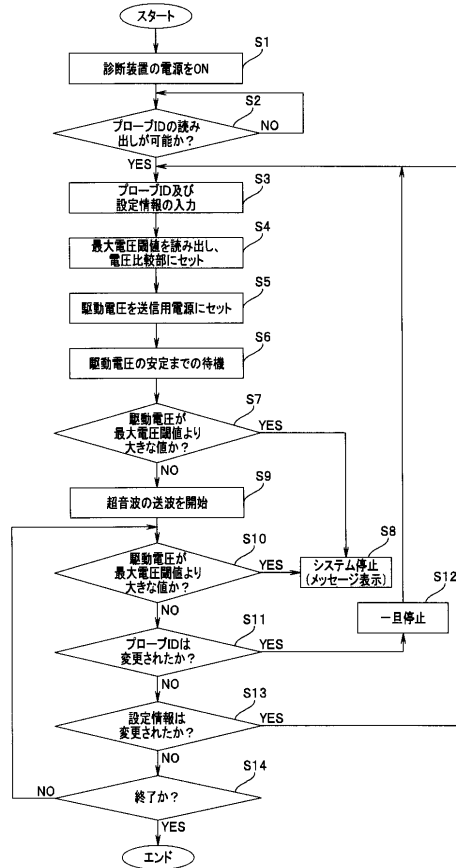 スタート
S1
診断装置の電源をON
S2
プローブIDの読み
出しが可能か?
NO
YES
S3
プローブID及び
設定情報の入力
S4
最大電圧閾値を読み出し、
電圧比較部にセット
S5
駆動電圧を送信用電源にセット
S6
駆動電圧の安定までの待機
S7
駆動電圧が
最大電圧閾値より
大きな値か?
YES
NO
S9
超音波の送波を開始
S10
駆動電圧が
最大電圧閾値より
大きな値か?
YES
NO
S8
システム停止
(メッセージ表示)
S12
一旦停止
S11
プローブIDは
変更されたか?
YES
NO
S13
設定情報は
変更されたか?
YES
NO
S14
終了か?
NO
YES
エンド